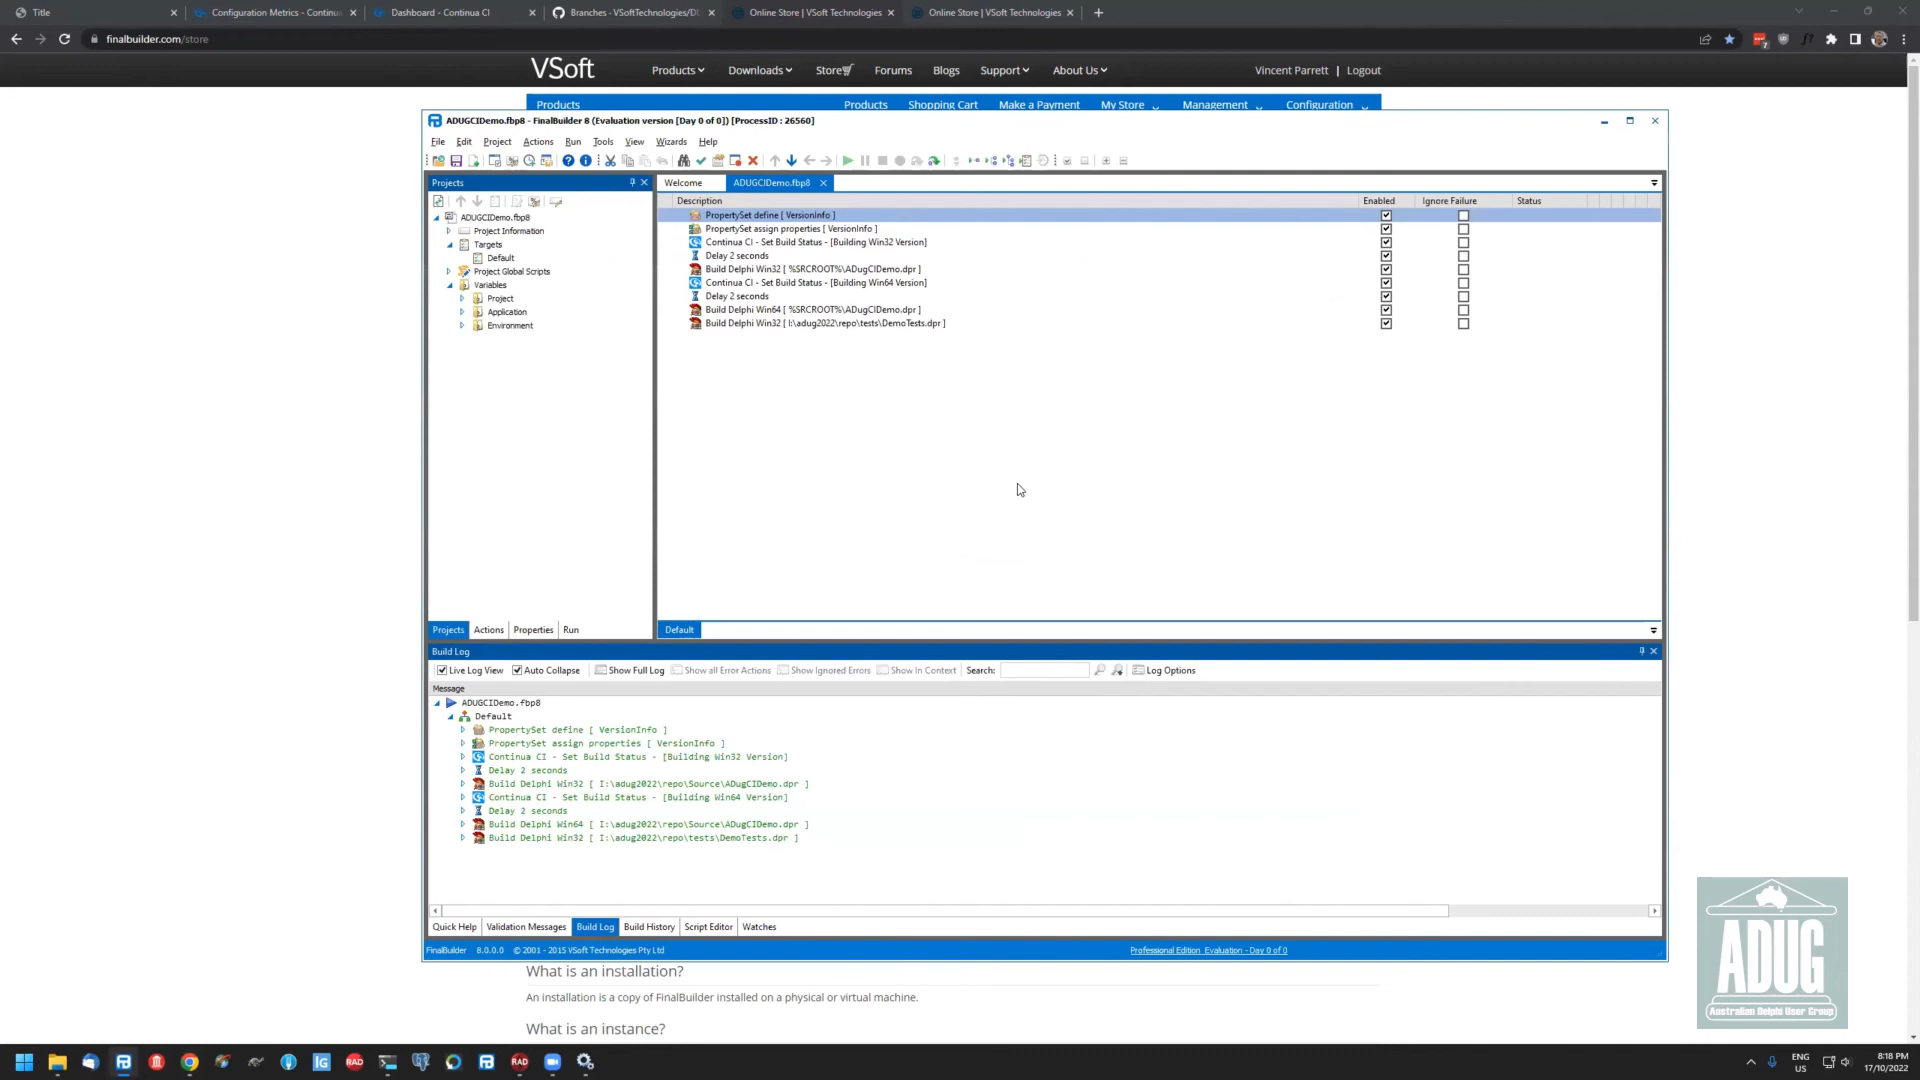 Title
Configuration Metrics - Continua
Dashboard - Continua CI
Branches - VSoftTechnologies/DU
Online Store | VSoft Technologies
Online Store | VSoft Technologies
finalbuilder.com/store
VSoft
Products
Downloads
Store
Forums
Blogs
Support
About Us
Vincent Parrett | Logout
Products
Products
Shopping Cart
Make a Payment
My Store
Management
Configuration
ADUGCIDemo.fbp8 - FinalBuilder 8 (Evaluation version [Day 0 of 0]) [ProcessID : 26560]
File Edit Project Actions Run Tools View Wizards Help
Projects
Welcome
ADUGCIDemo.fbp8
Description
Enabled
Ignore Failure
Status
ADUGCIDemo.fbp8
Project Information
Targets
Default
Project Global Scripts
Variables
Project
Application
Environment
PropertySet define [ VersionInfo ]
PropertySet assign properties [ VersionInfo ]
Continua CI - Set Build Status - [Building Win32 Version]
Delay 2 seconds
Build Delphi Win32 [ %SRCROOT%\ADugCIDemo.dpr ]
Continua CI - Set Build Status - [Building Win64 Version]
Delay 2 seconds
Build Delphi Win64 [ %SRCROOT%\ADugCIDemo.dpr ]
Build Delphi Win32 [ I:\adug2022\repo\tests\DemoTests.dpr ]
Projects Actions Properties Run
Default
Build Log
Live Log View Auto Collapse Show Full Log Show all Error Actions Show Ignored Errors Show In Context Search: Log Options
Message
ADUGCIDemo.fbp8
Default
PropertySet define [ VersionInfo ]
PropertySet assign properties [ VersionInfo ]
Continua CI - Set Build Status - [Building Win32 Version]
Delay 2 seconds
Build Delphi Win32 [ I:\adug2022\repo\Source\ADugCIDemo.dpr ]
Continua CI - Set Build Status - [Building Win64 Version]
Delay 2 seconds
Build Delphi Win64 [ I:\adug2022\repo\Source\ADugCIDemo.dpr ]
Build Delphi Win32 [ I:\adug2022\repo\tests\DemoTests.dpr ]
Quick Help Validation Messages Build Log Build History Script Editor Watches
FinalBuilder 8.0.0.0 © 2001 - 2015 VSoft Technologies Pty Ltd
Professional Edition Evaluation - Day 0 of 0
What is an installation?
An installation is a copy of FinalBuilder installed on a physical or virtual machine.
What is an instance?
ADUG
Australian Delphi User Group
IG
RAD
RAD
ENG
US
8:18 PM
17/10/2022